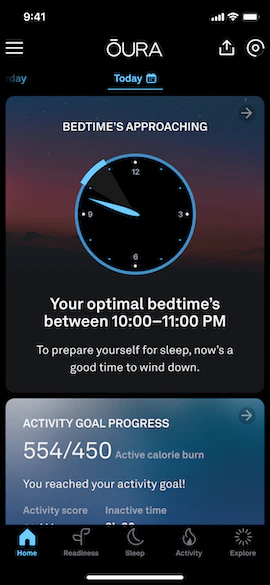 9:41
ŌURA
rday
Today
BEDTIME'S APPROACHING
12
9
3
6
Your optimal bedtime's
between 10:00–11:00 PM
To prepare yourself for sleep, now's a
good time to wind down.
ACTIVITY GOAL PROGRESS
554/450 Active calorie burn
You reached your activity goal!
Activity score Inactive time
Home Readiness Sleep Activity Explore